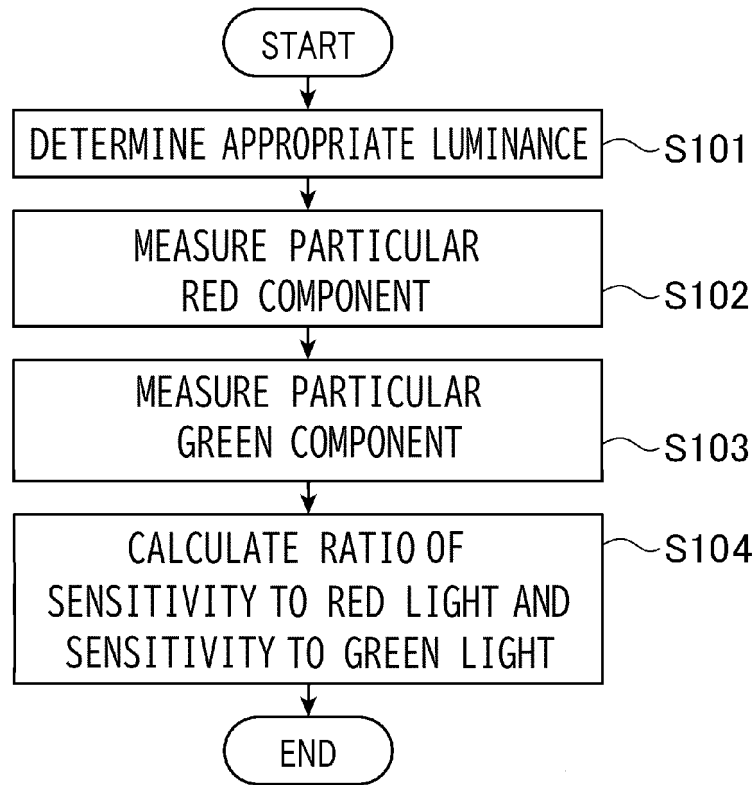 START
DETERMINE APPROPRIATE LUMINANCE
S101
MEASURE PARTICULAR
RED COMPONENT
S102
MEASURE PARTICULAR
GREEN COMPONENT
S103
CALCULATE RATIO OF
SENSITIVITY TO RED LIGHT AND
SENSITIVITY TO GREEN LIGHT
S104
END